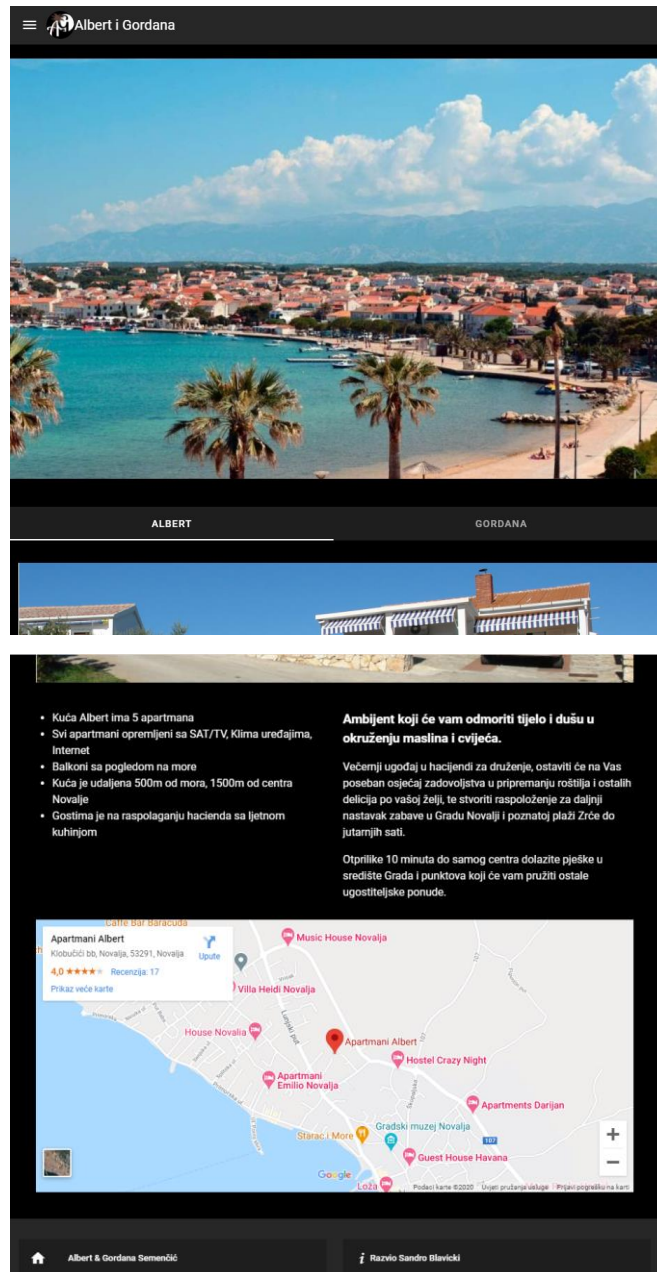 Albert i Gordana
ALBERT
GORDANA
Kuća Albert ima 5 apartmana
Svi apartmani opremljeni sa SAT/TV, Klima uređajima,
Internet
Balkoni sa pogledom na more
Kuća je udaljena 500m od mora, 1500m od centra
Novalje
Gostima je na raspolaganju hacienda sa ljetnom
kuhinjom
Ambijent koji će vam odmoriti tijelo i dušu u
okruženju maslina i cvijeća.
Večernji ugođaj u hacijendi za druženje, ostaviti će na Vas
poseban osjećaj zadovoljstva u pripremanju roštilja i ostalih
delicija po vašoj želji, te stvoriti raspoloženje za daljnji
nastavak zabave u Gradu Novalji i poznatoj plaži Zrće do
jutarnjih sati.
Otprilike 10 minuta do samog centra dolazite pješke u
središte Grada i punktova koji će vam pružiti ostale
ugostiteljske ponude.
Caffe Bar Baracuda
Apartmani Albert
Klobučići bb, Novalja, 53291, Novalja
Upute
4,0 ★★★★★ Recenzija: 17
Prikaz veće karte
Music House Novalja
107
Villa Heidi Novalja
Lunjski put
House Novalia
Apartmani Albert
107
Hostel Crazy Night
Apartmani
Emilio Novalja
Apartments Darijan
Škopaljska
Starac i More
Gradski muzej Novalja
107
Guest House Havana
Google
Loža
Podaci karte ©2020
Uvjeti pružanja usluge
Prijavi pogrešku na karti
Albert & Gordana Semenčić
Razvio Sandro Blavicki